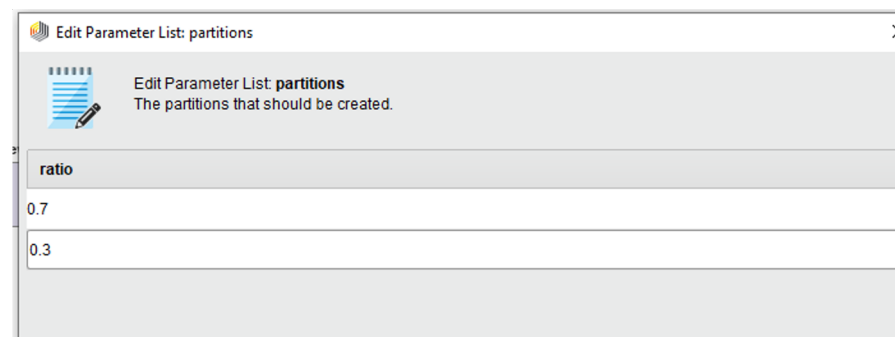 Edit Parameter List: partitions
Edit Parameter List: partitions
The partitions that should be created.
ratio
0.7
0.3